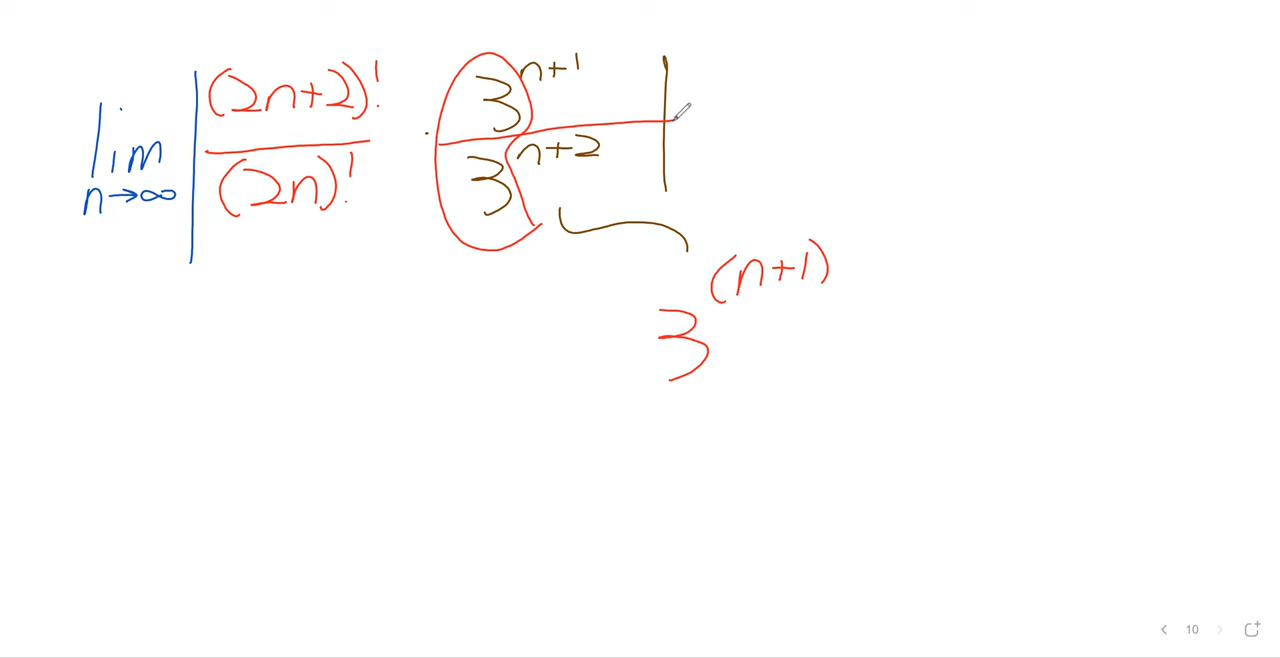 lim n→∞ | (2n+2)! / (2n)! · 3^{n+1} / 3^{n+2} |
3^{(n+1)}
10